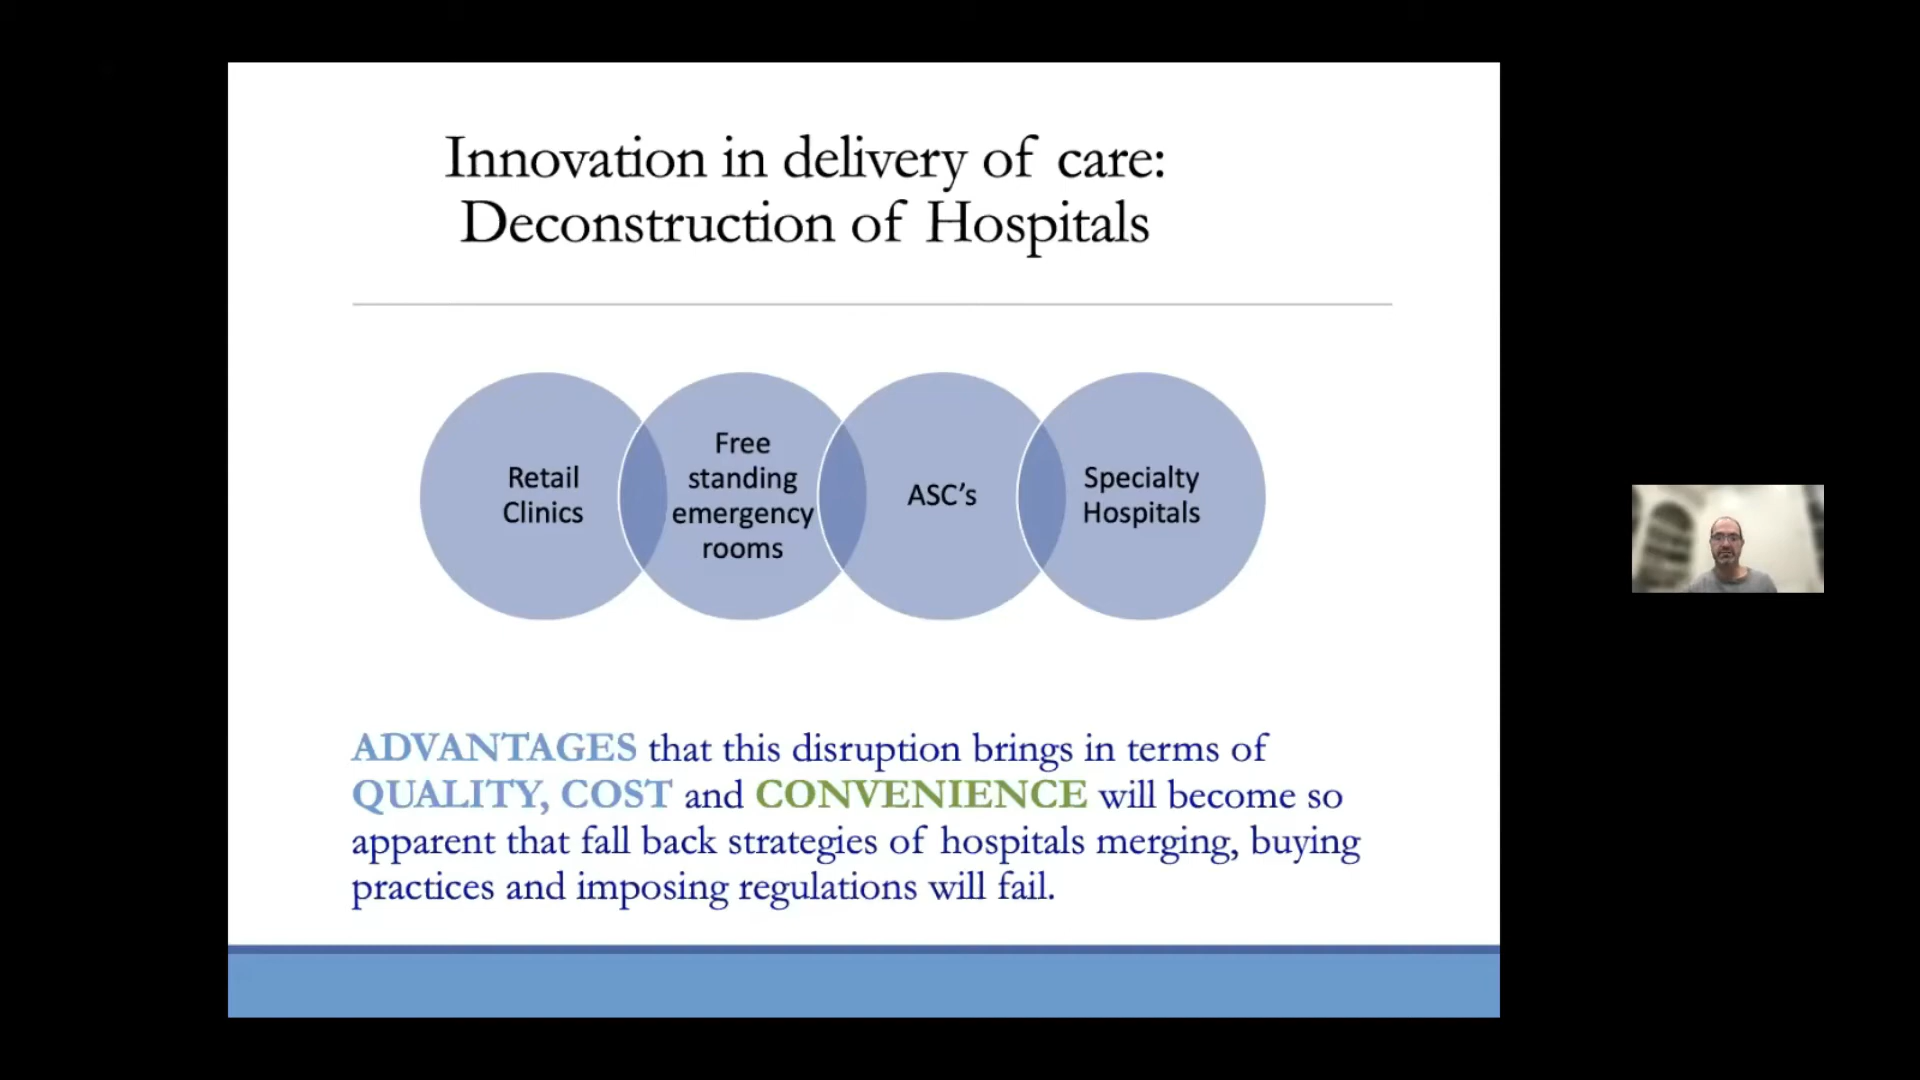 Innovation in delivery of care:
Deconstruction of Hospitals
Retail
Clinics
Free
standing
emergency
rooms
ASC's
Specialty
Hospitals
ADVANTAGES that this disruption brings in terms of
QUALITY, COST and CONVENIENCE will become so
apparent that fall back strategies of hospitals merging, buying
practices and imposing regulations will fail.